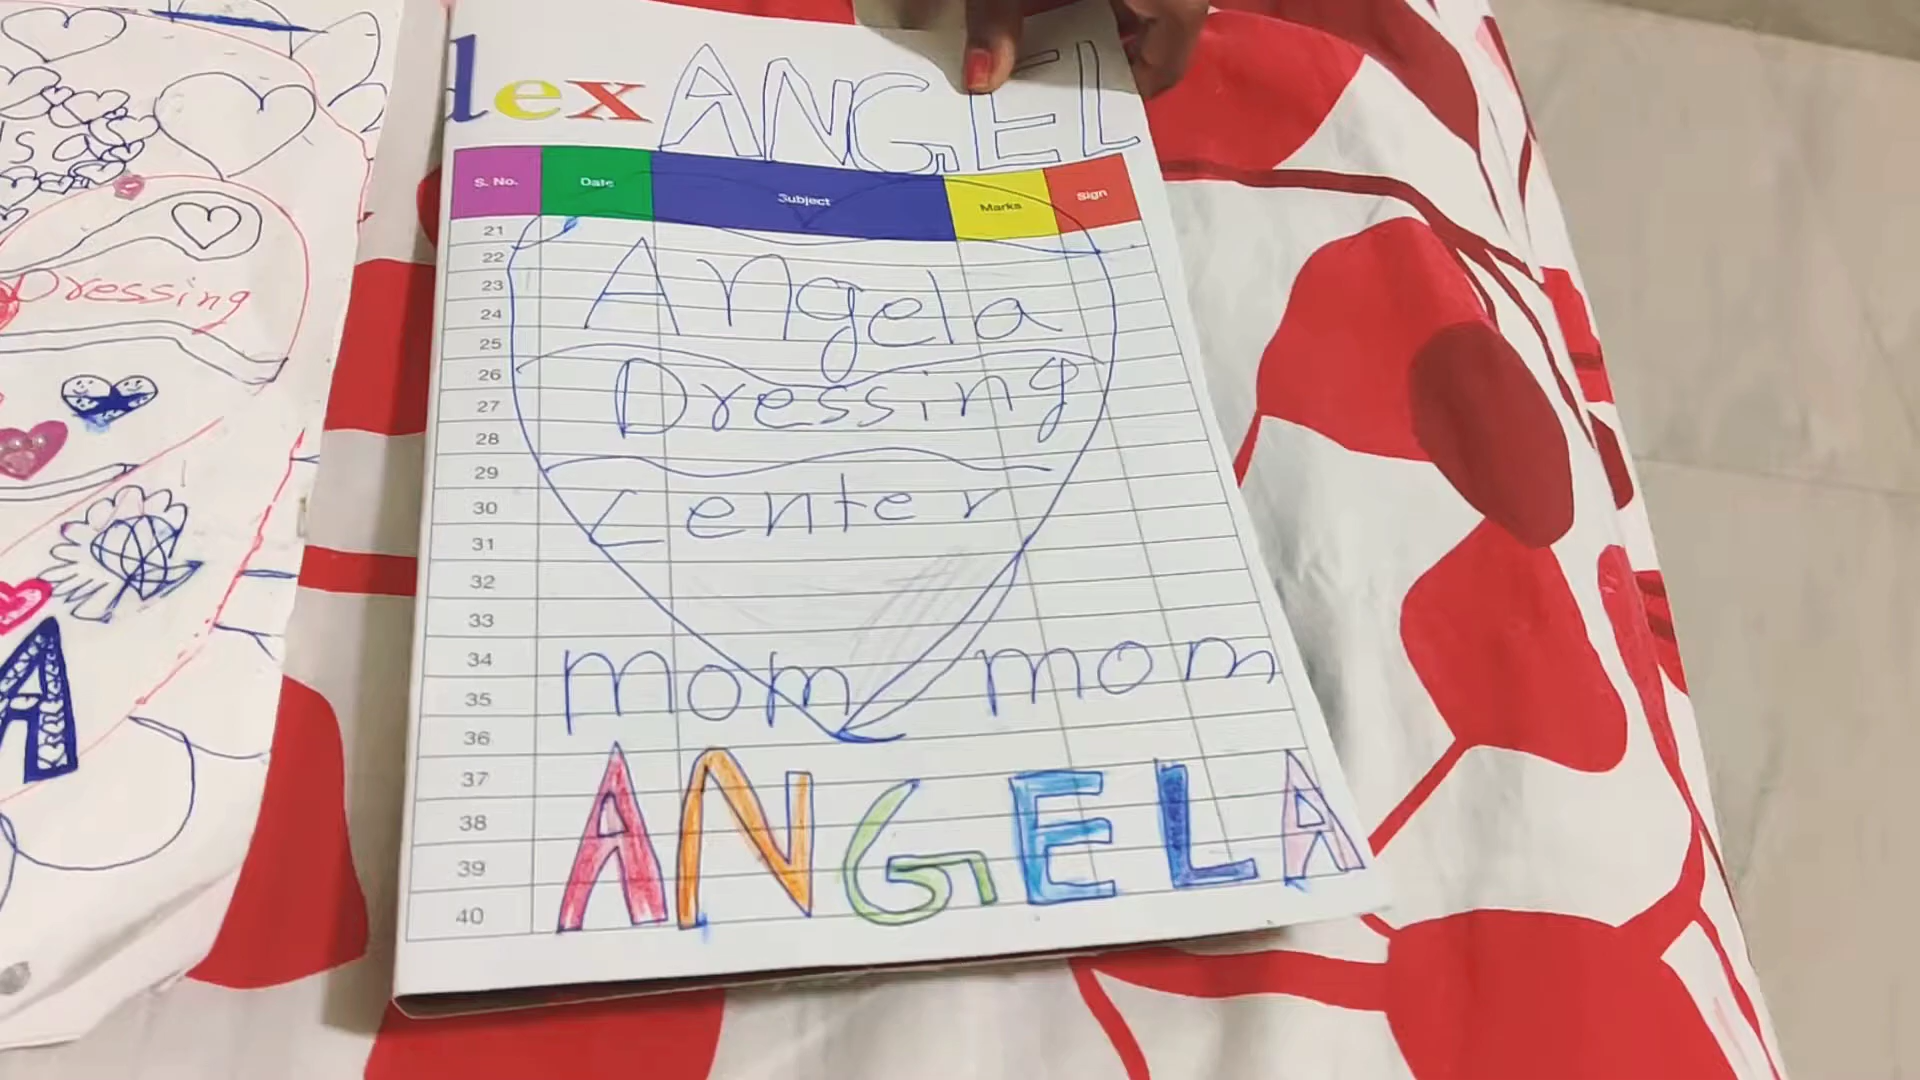 dex ANGEL
S. No. Date Subject Marks Sign
21
22
23
24
25
26
27
28
29
30
31
32
33
34
35
36
37
38
39
40
Angela
Dressing
Center
mom mom
ANGELA
Dressing
A